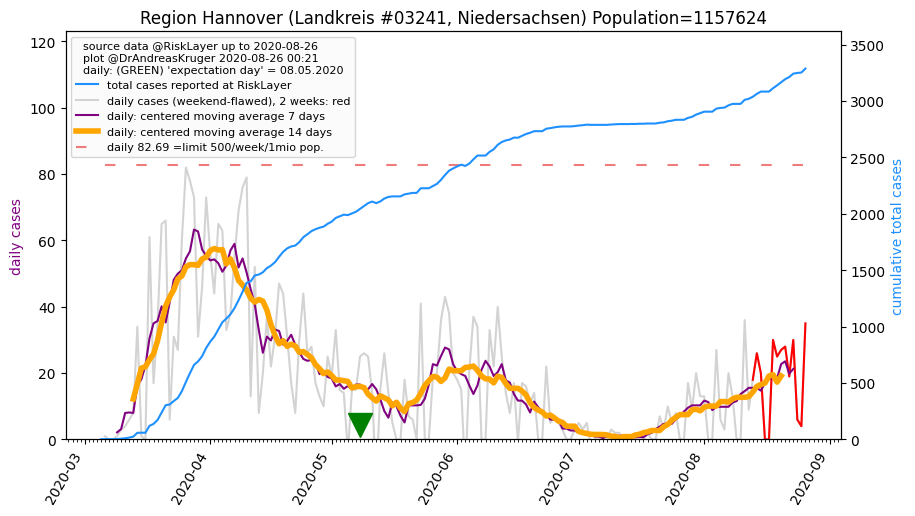 Region Hannover (Landkreis #03241, Niedersachsen) Population=1157624
source data @RiskLayer up to 2020-08-26
plot @DrAndreasKruger 2020-08-26 00:21
daily: (GREEN) 'expectation day' = 08.05.2020
total cases reported at RiskLayer
daily cases (weekend-flawed), 2 weeks: red
daily: centered moving average 7 days
daily: centered moving average 14 days
daily 82.69 =limit 500/week/1mio pop.
daily cases
120
100
80
60
40
20
0
cumulative total cases
3500
3000
2500
2000
1500
1000
500
0
2020-03
2020-04
2020-05
2020-06
2020-07
2020-08
2020-09